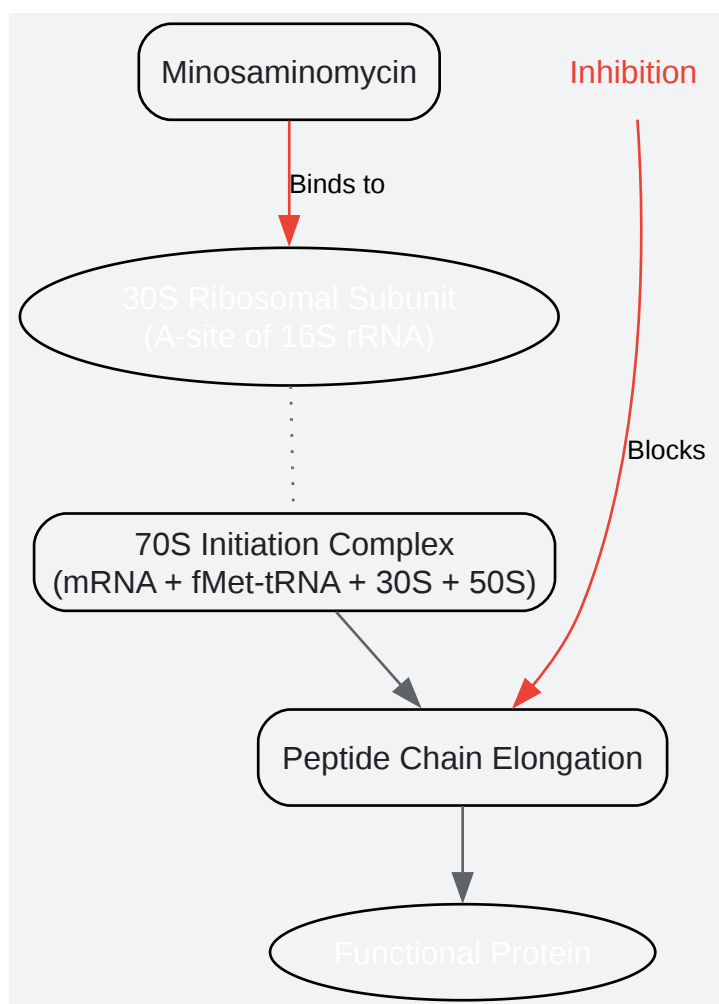 Minosaminomycin
Inhibition
Binds to
30S Ribosomal Subunit
(A-site of 16S rRNA)
Blocks
70S Initiation Complex
(mRNA + fMet-tRNA + 30S + 50S)
Peptide Chain Elongation
Functional Protein